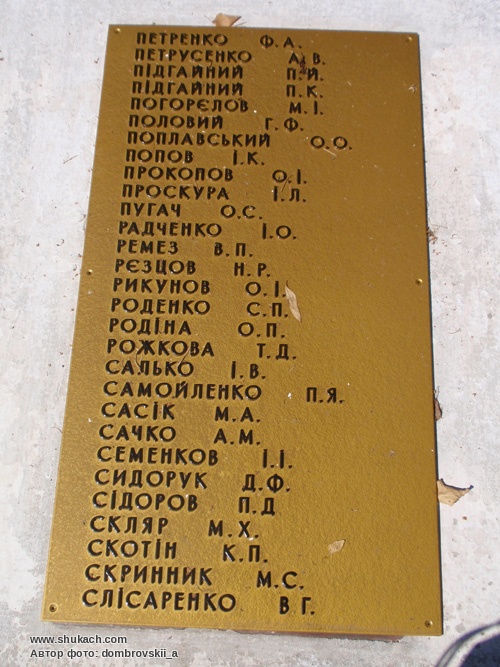 ПЕТРЕНКО Ф.А.
ПЕТРУСЕНКО А.В.
ПІДГАЙНИЙ П.Й.
ПІДГАЙНИЙ П.К.
ПОГОРЄЛОВ М.І.
ПОЛОВИЙ Г.Ф.
ПОПЛАВСЬКИЙ О.О.
ПОПОВ І.К.
ПРОКОПОВ О.І.
ПРОСКУРА І.Л.
ПУГАЧ О.С.
РАДЧЕНКО І.О.
РЕМЕЗ В.П.
РЄЗЦОВ Н.Р.
РИКУНОВ О.І.
РОДЕНКО С.П.
РОДІНА О.П.
РОЖКОВА Т.Д.
САЛЬКО І.В.
САМОЙЛЕНКО П.Я.
САСІК М.А.
САЧКО А.М.
СЕМЕНКОВ І.І.
СИДОРУК Д.Ф.
СІДОРОВ П.Д
СКЛЯР М.Х.
СКОТІН К.П.
СКРИННИК М.С.
СЛІСАРЕНКО В Г.
www.shukach.com
Автор фото: dombrovskii_a